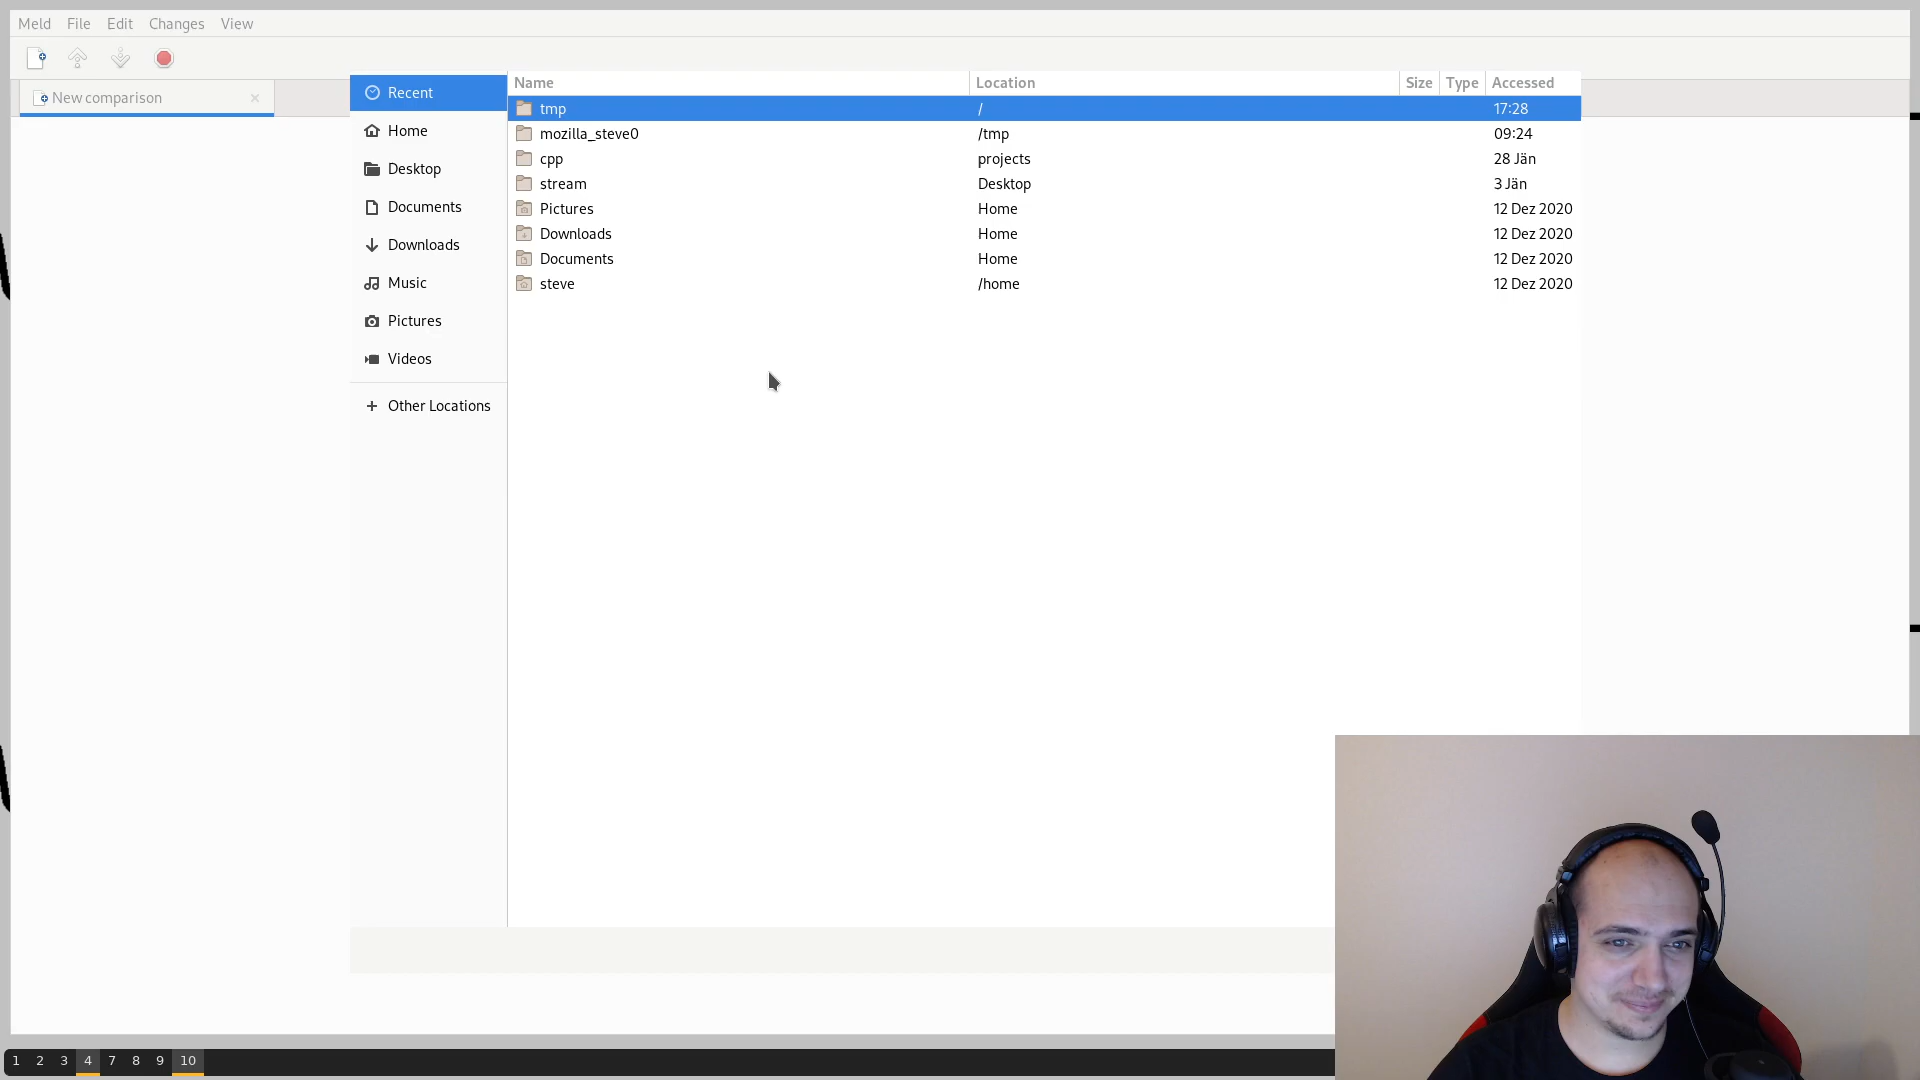 Meld File Edit Changes View
New comparison
Recent
Home
Desktop
Documents
Downloads
Music
Pictures
Videos
Other Locations
Name Location Size Type Accessed
tmp / 17:28
mozilla_steve0 /tmp 09:24
cpp projects 28 Jän
stream Desktop 3 Jän
Pictures Home 12 Dez 2020
Downloads Home 12 Dez 2020
Documents Home 12 Dez 2020
steve /home 12 Dez 2020
1 2 3 4 7 8 9 10